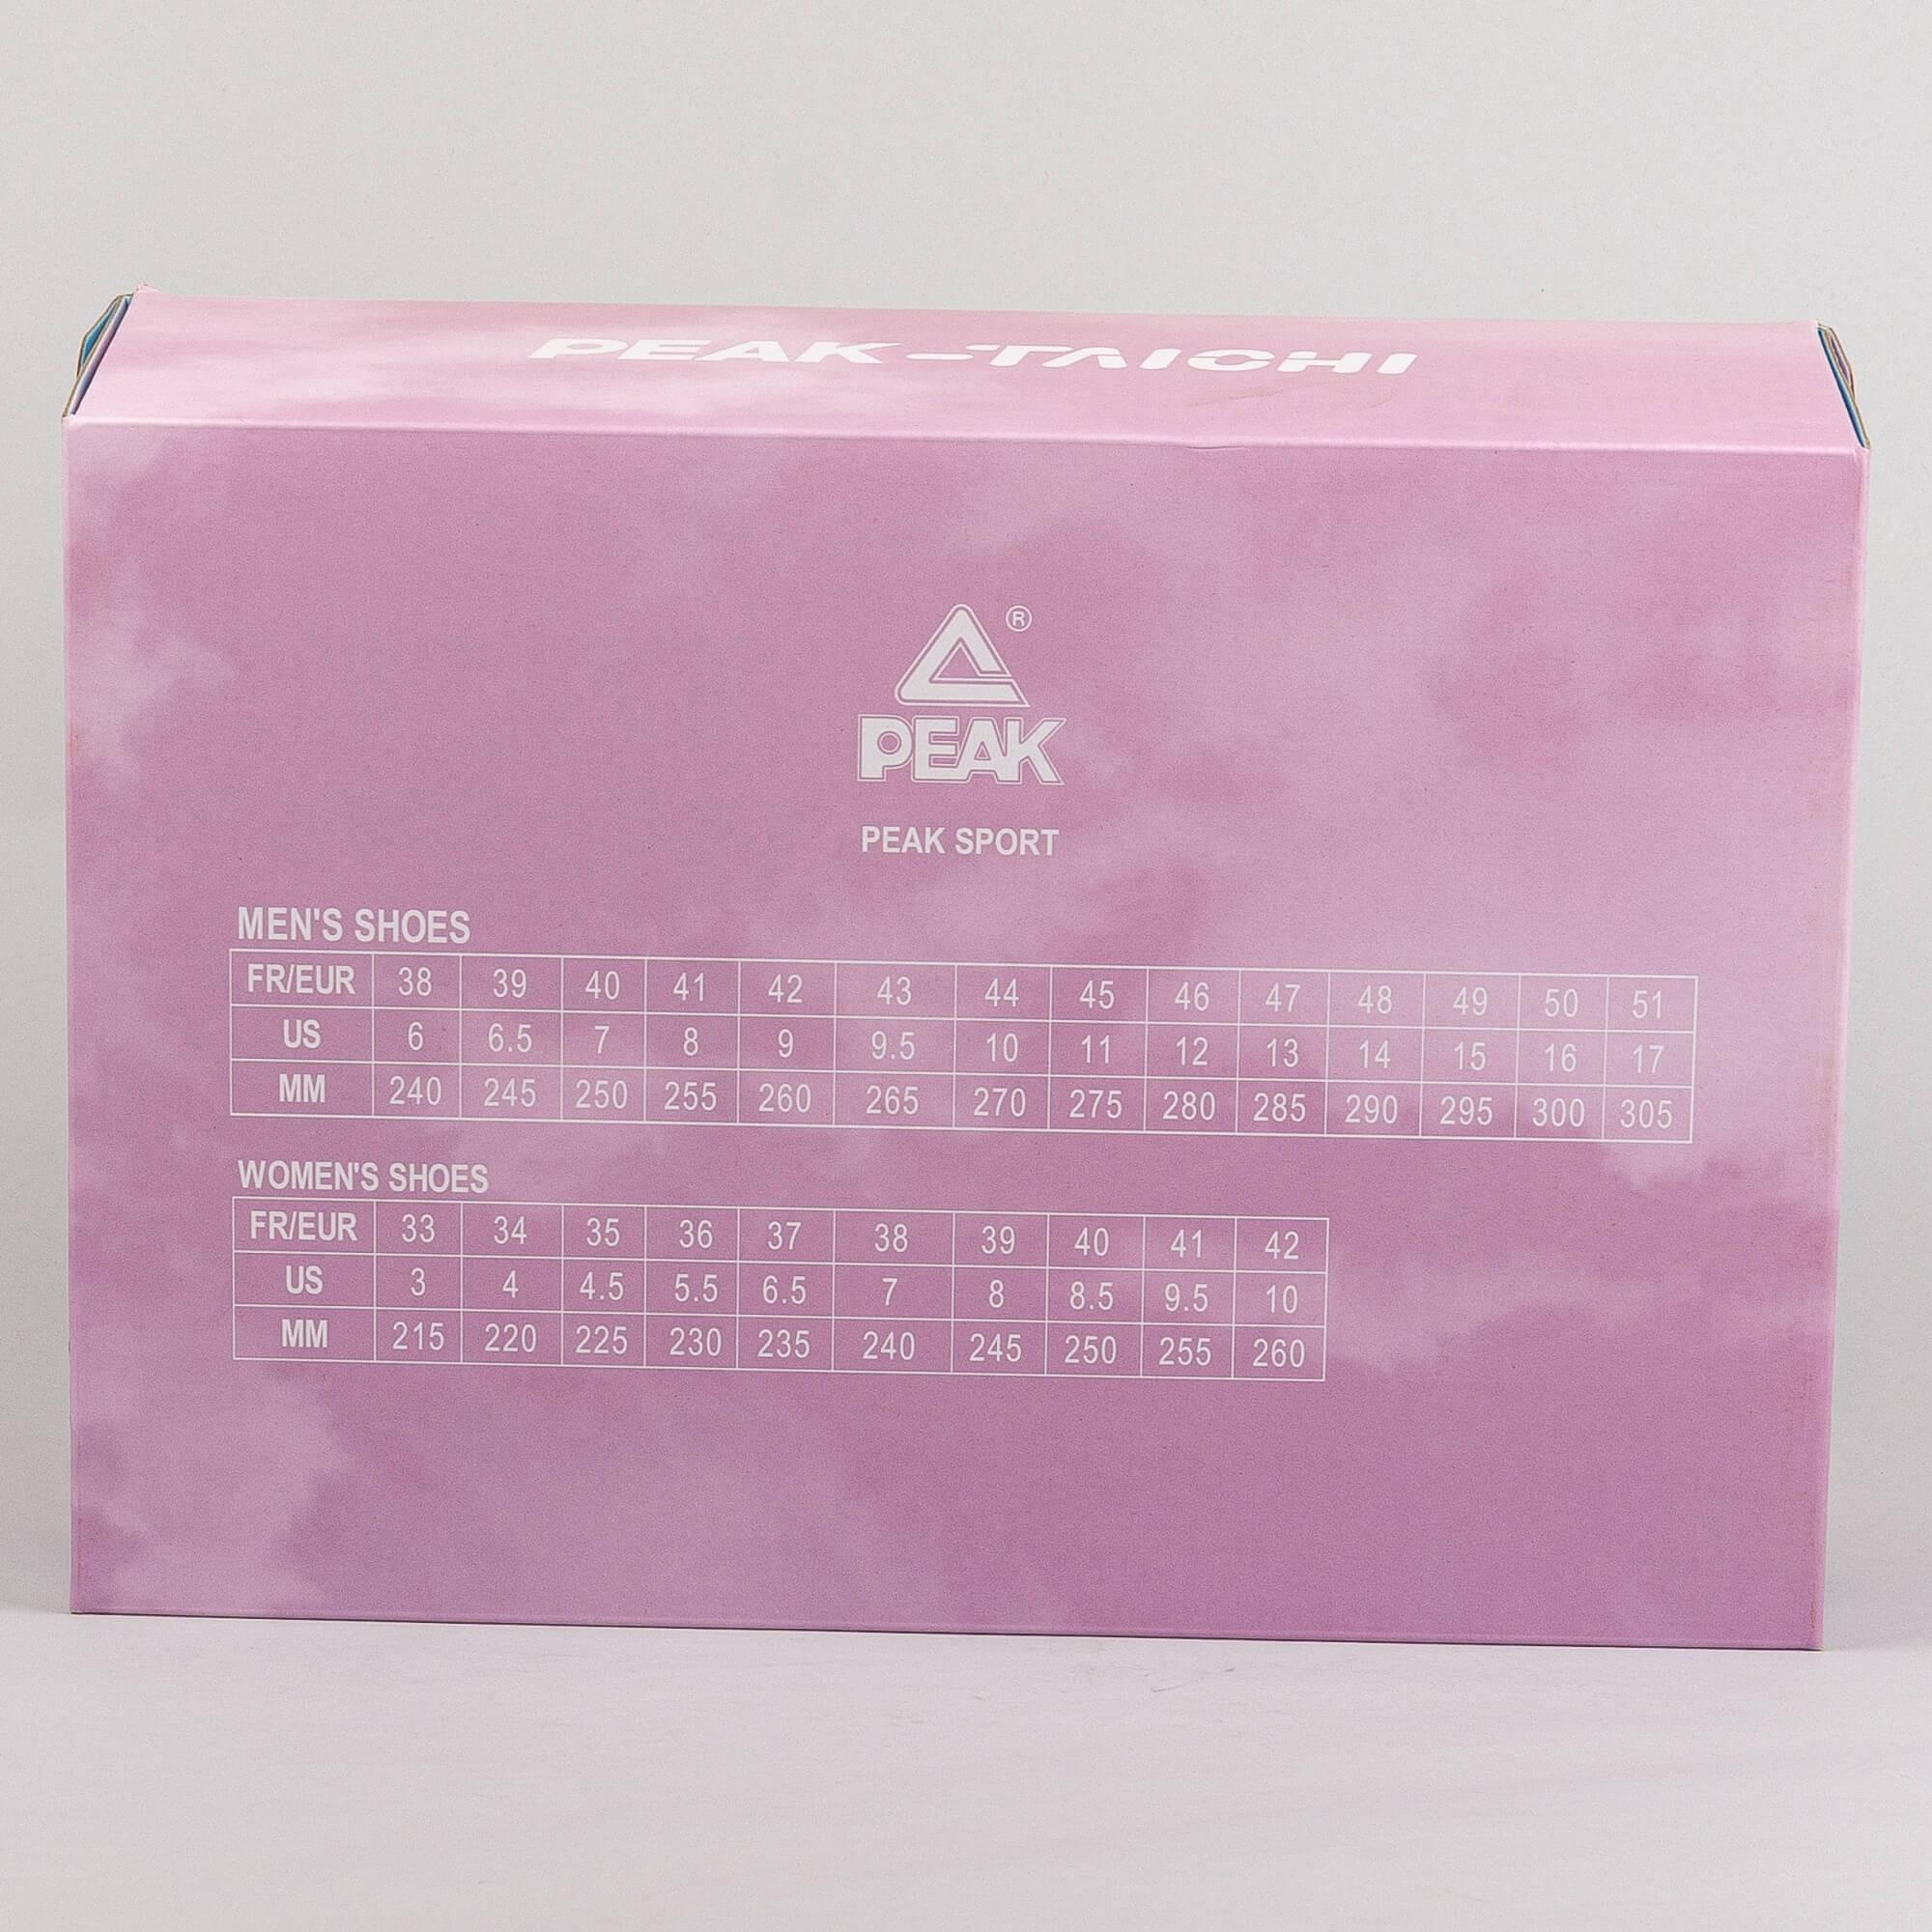 PEAK-TAICHI
®
PEAK
PEAK SPORT
MEN'S SHOES
FR/EUR 38 39 40 41 42 43 44 45 46 47 48 49 50 51
US 6 6.5 7 8 9 9.5 10 11 12 13 14 15 16 17
MM 240 245 250 255 260 265 270 275 280 285 290 295 300 305
WOMEN'S SHOES
FR/EUR 33 34 35 36 37 38 39 40 41 42
US 3 4 4.5 5.5 6.5 7 8 8.5 9.5 10
MM 215 220 225 230 235 240 245 250 255 260